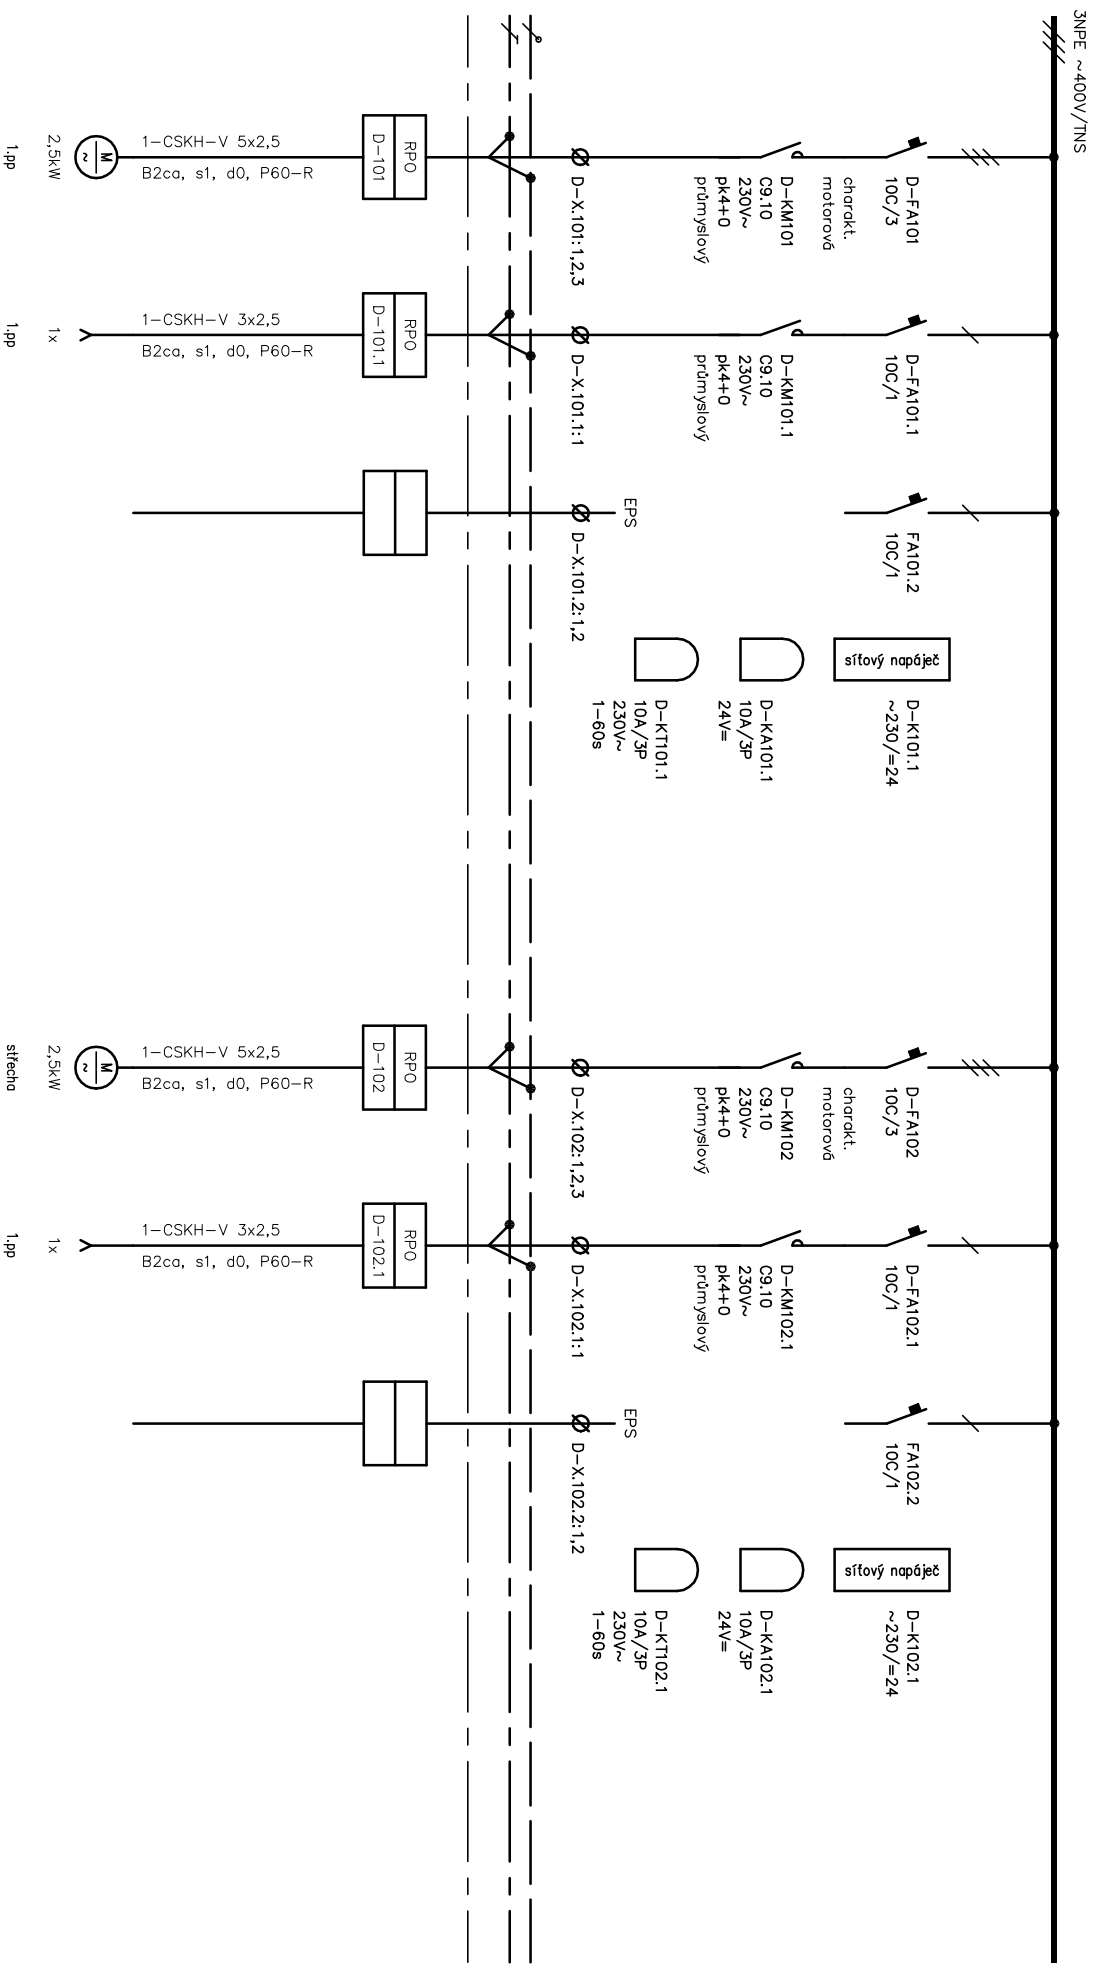 3NPE ~400V/TNS
D-FA101
10C/3
charakt.
motorová
D-KM101
C9.10
230V~
pk4+0
průmyslový
D-X.101:1,2,3
RPO
D-101
1-CSKH-V 5x2,5
B2ca, s1, d0, P60-R
M
~
2,5kW
1.pp
D-FA101.1
10C/1
D-KM101.1
C9.10
230V~
pk4+0
průmyslový
D-X.101.1:1
RPO
D-101.1
1-CSKH-V 3x2,5
B2ca, s1, d0, P60-R
1x
1.pp
FA101.2
10C/1
EPS
D-X.101.2:1,2
síťový napáječ
D-K101.1
~230/=24
D-KA101.1
10A/3P
24V=
D-KT101.1
10A/3P
230V~
1-60s
D-FA102
10C/3
charakt.
motorová
D-KM102
C9.10
230V~
pk4+0
průmyslový
D-X.102:1,2,3
RPO
D-102
1-CSKH-V 5x2,5
B2ca, s1, d0, P60-R
M
~
2,5kW
střecha
D-FA102.1
10C/1
D-KM102.1
C9.10
230V~
pk4+0
průmyslový
D-X.102.1:1
RPO
D-102.1
1-CSKH-V 3x2,5
B2ca, s1, d0, P60-R
1x
1.pp
FA102.2
10C/1
EPS
D-X.102.2:1,2
síťový napáječ
D-K102.1
~230/=24
D-KA102.1
10A/3P
24V=
D-KT102.1
10A/3P
230V~
1-60s